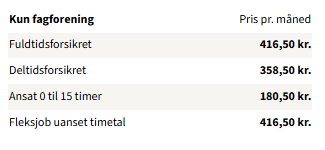 Kun fagforening Pris pr. måned
Fuldtidsforsikret 416,50 kr.
Deltidsforsikret 358,50 kr.
Ansat 0 til 15 timer 180,50 kr.
Fleksjob uanset timetal 416,50 kr.